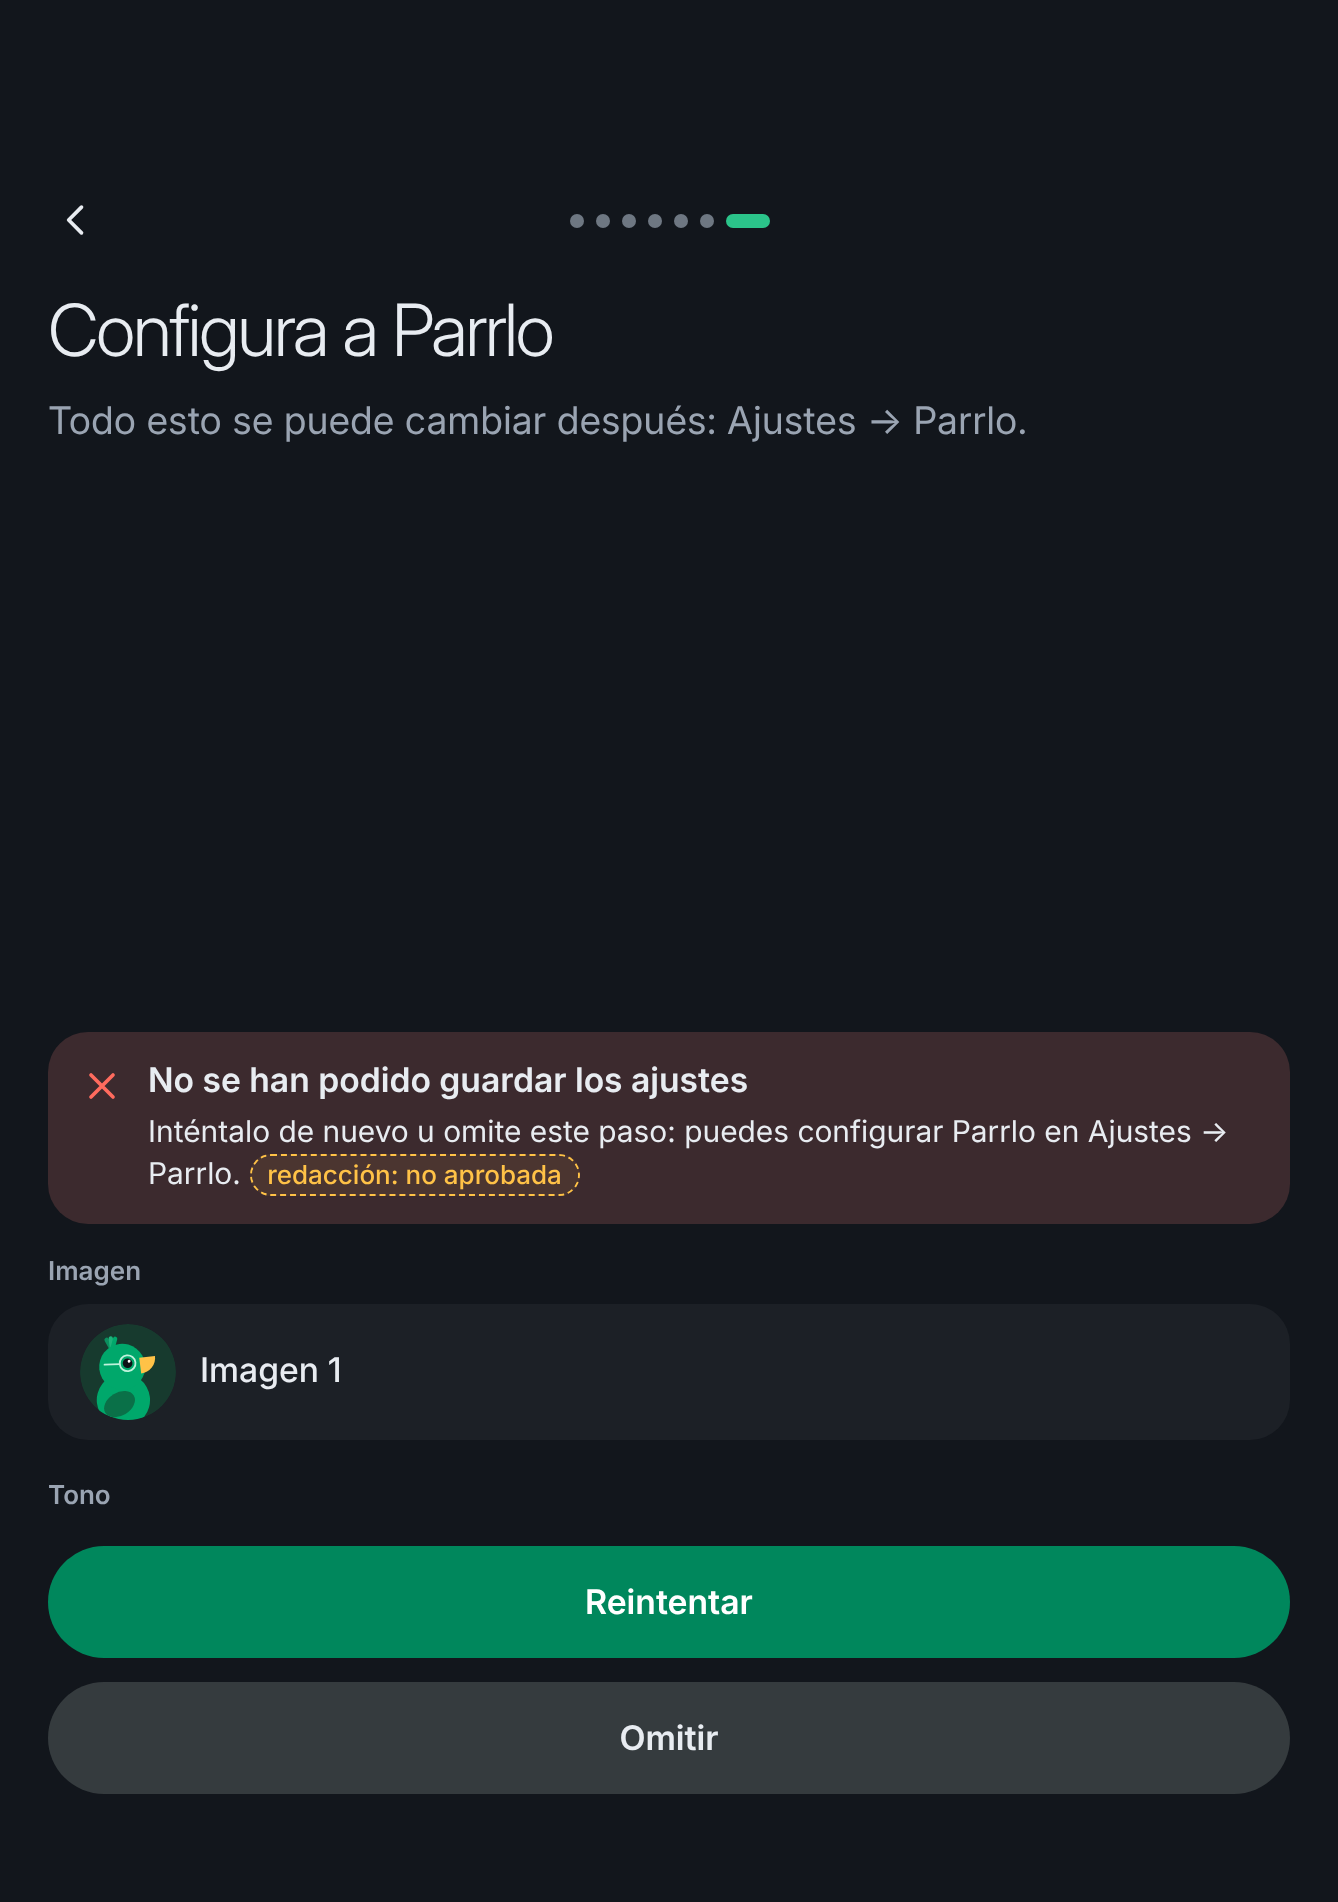 Configura a Parrlo
Todo esto se puede cambiar después: Ajustes → Parrlo.
No se han podido guardar los ajustes
Inténtalo de nuevo u omite este paso: puedes configurar Parrlo en Ajustes →
Parrlo. redacción: no aprobada
Imagen
Imagen 1
Tono
Reintentar
Omitir